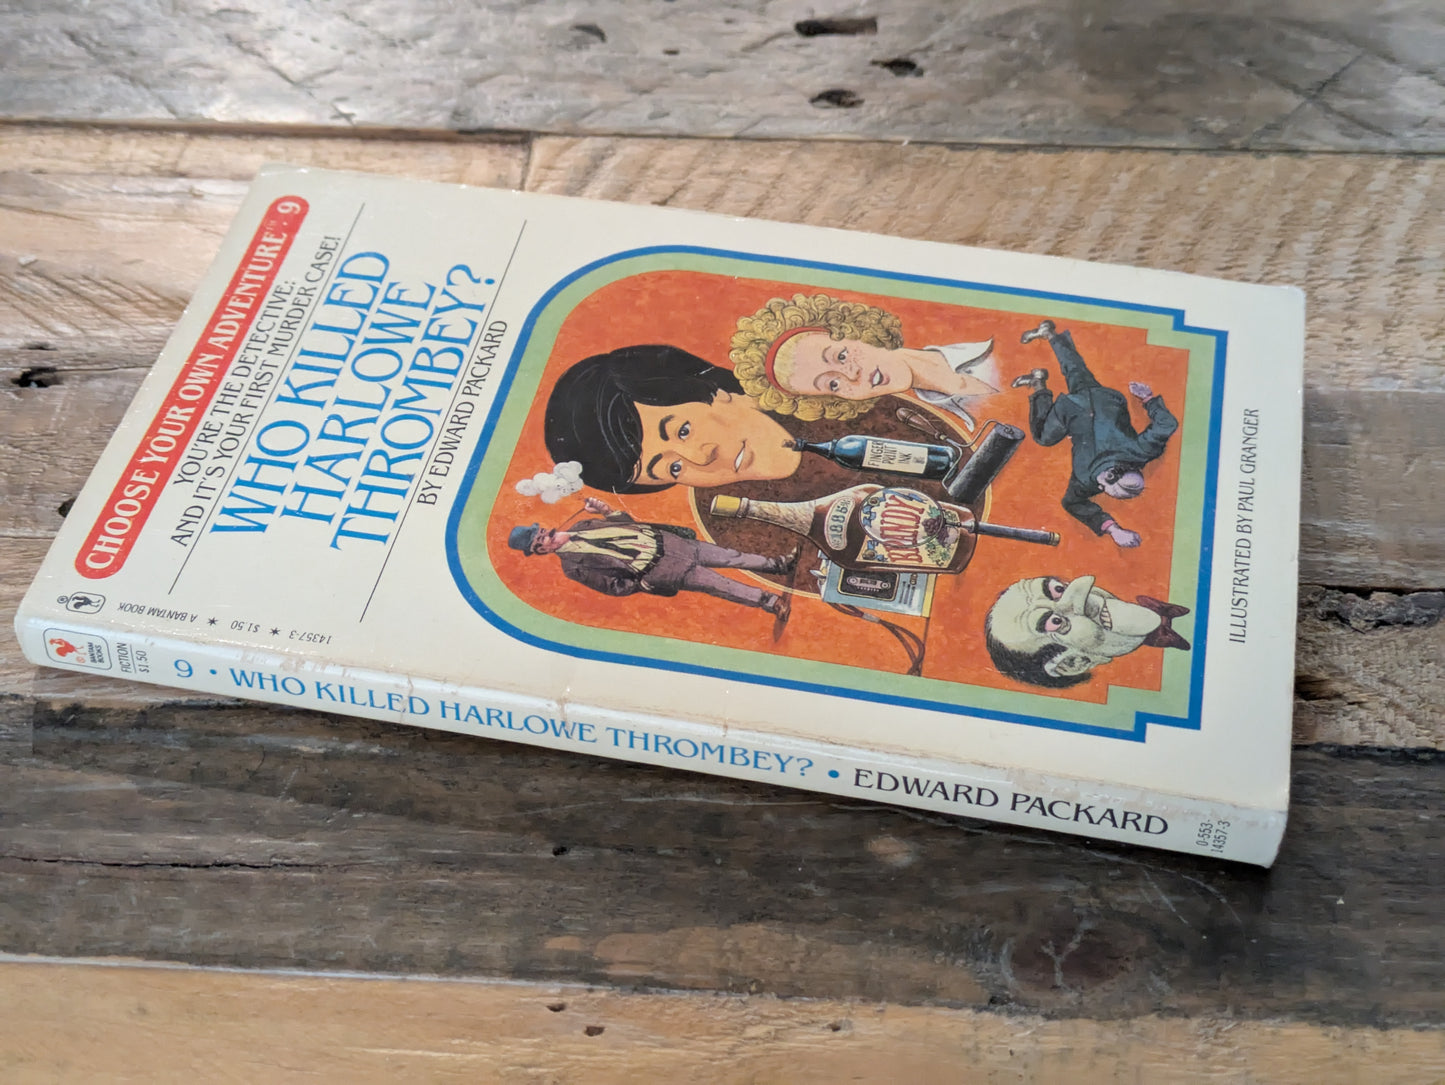 CHOOSE YOUR OWN ADVENTURE™ • 9
YOU'RE THE DETECTIVE;
AND IT'S YOUR FIRST MURDER CASE!
WHO KILLED
HARLOWE
THROMBEY?
BY EDWARD PACKARD
FINGER
PRINT
INK
1885
BRANDY
ILLUSTRATED BY PAUL GRANGER
14357-3 ★ $1.50 ★ A BANTAM BOOK
®
BANTAM
BOOKS
FICTION
$1.50
9 • WHO KILLED HARLOWE THROMBEY? • EDWARD PACKARD
0-553-
14357-3